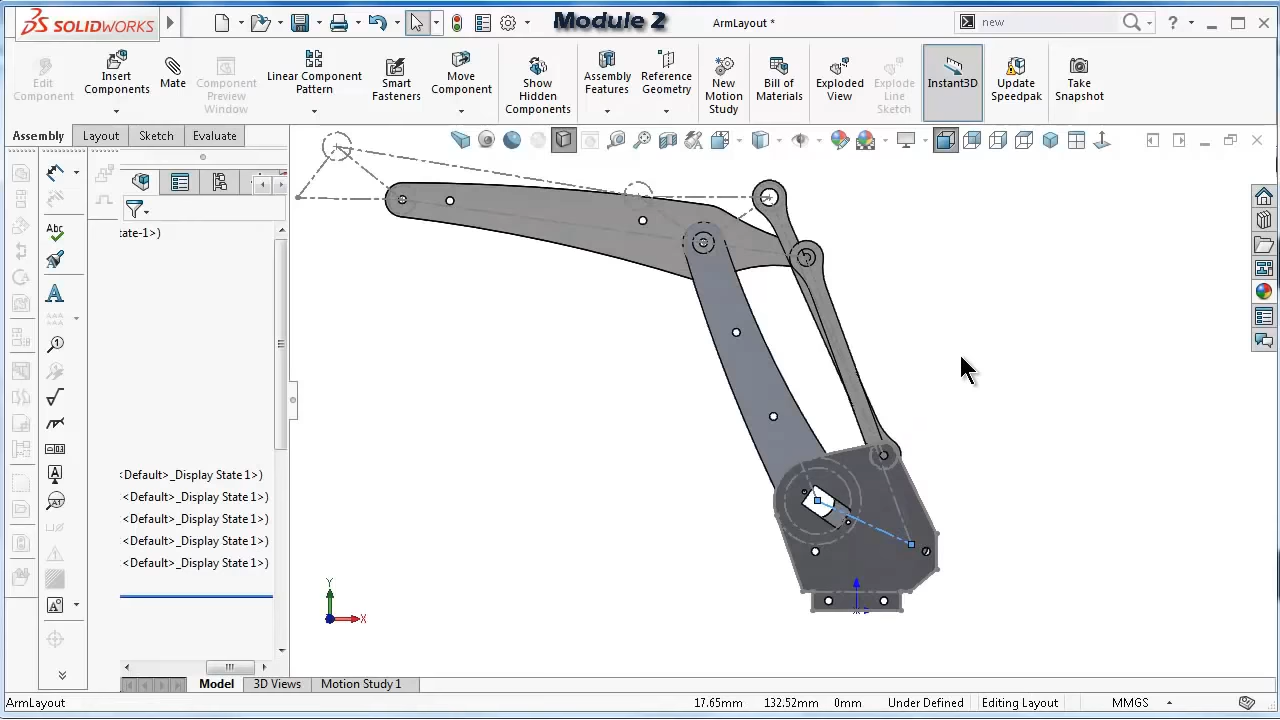 SOLIDWORKS
Module 2
ArmLayout *
new
?
Edit Component
Insert Components
Mate
Component Preview Window
Linear Component Pattern
Smart Fasteners
Move Component
Show Hidden Components
Assembly Features
Reference Geometry
New Motion Study
Bill of Materials
Exploded View
Explode Line Sketch
Instant3D
Update Speedpak
Take Snapshot
Assembly
Layout
Sketch
Evaluate
Abc
:ate-1>)
<Default>_Display State 1>)
<Default>_Display State 1>)
<Default>_Display State 1>)
<Default>_Display State 1>)
<Default>_Display State 1>)
Y
X
Model
3D Views
Motion Study 1
ArmLayout
17.65mm
132.52mm
0mm
Under Defined
Editing Layout
MMGS